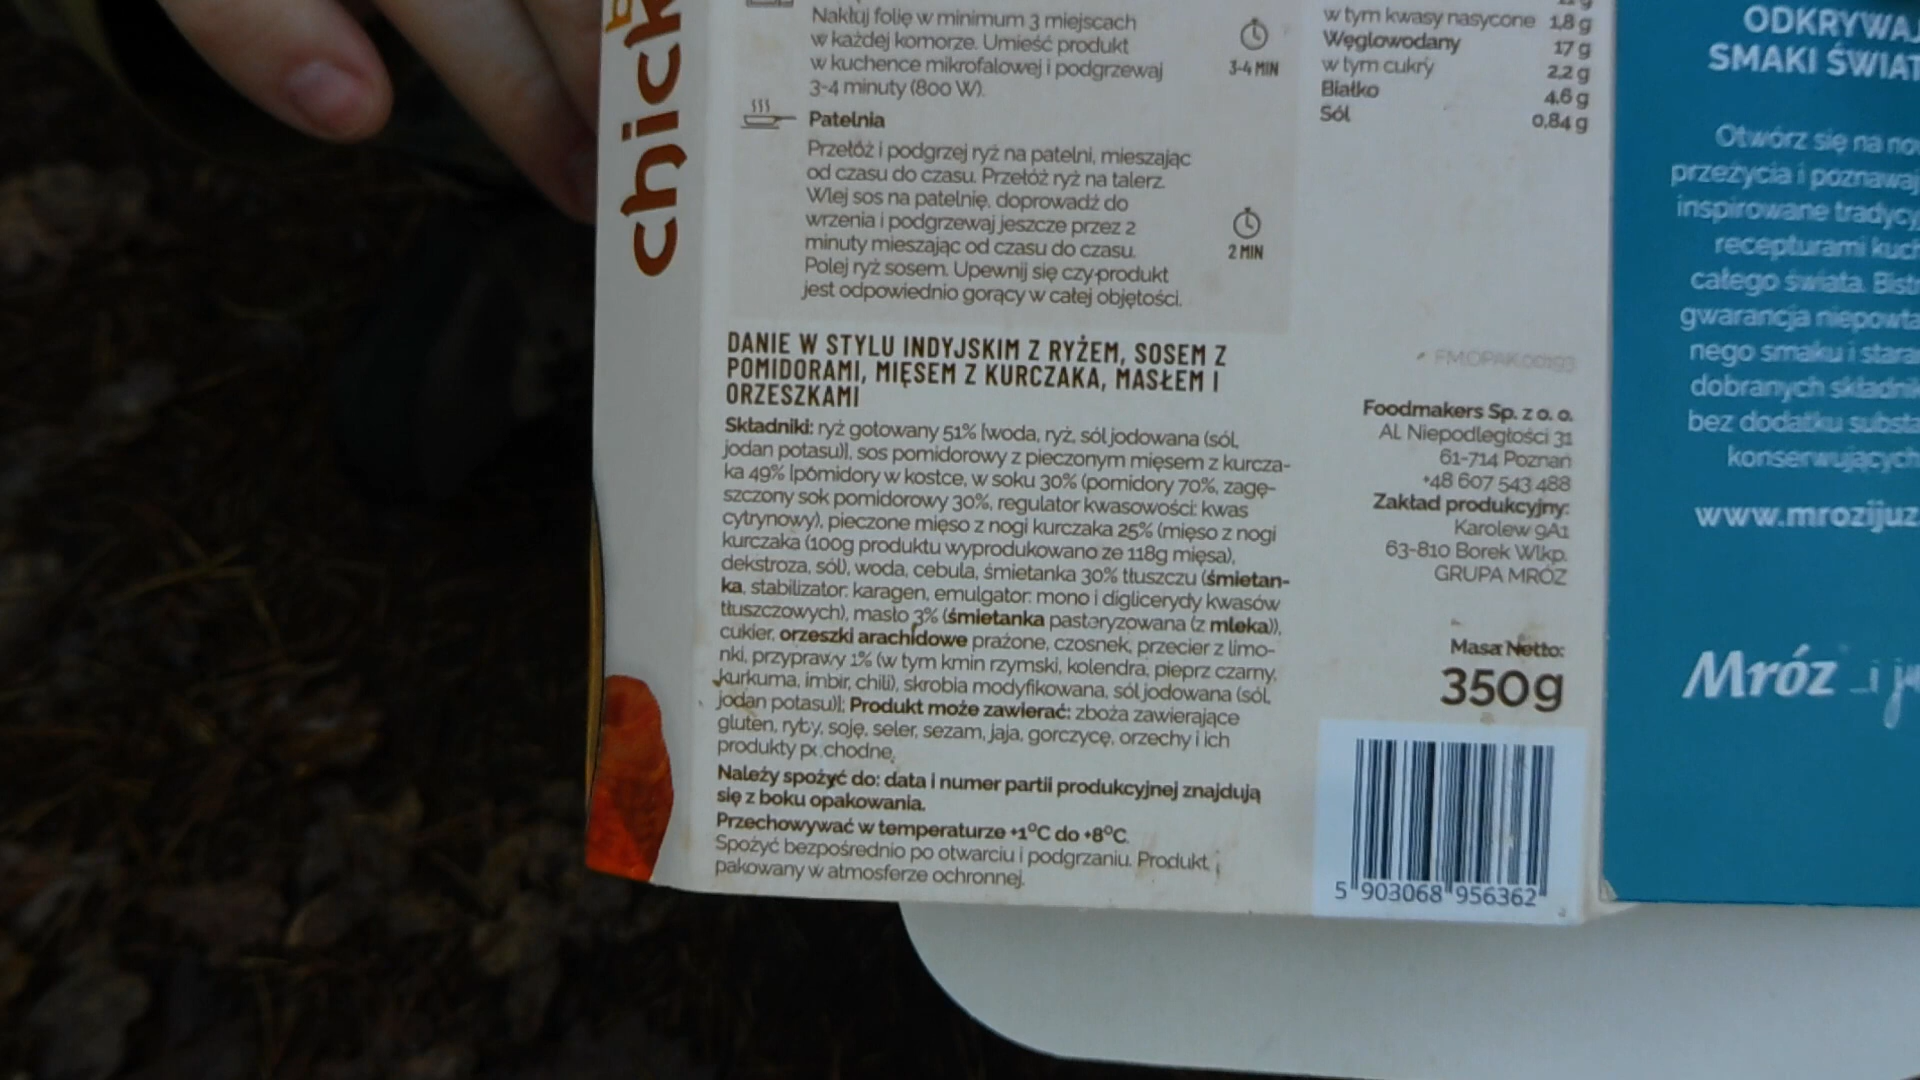 chick
Nakłuj folię w minimum 3 miejscach
w każdej komorze. Umieść produkt
w kuchence mikrofalowej i podgrzewaj
3-4 minuty (800 W).
3-4 MIN
Patelnia
Przełóż i podgrzej ryż na patelni, mieszając
od czasu do czasu. Przełóż ryż na talerz.
Wlej sos na patelnię, doprowadź do
wrzenia i podgrzewaj jeszcze przez 2
minuty mieszając od czasu do czasu.
Polej ryż sosem. Upewnij się czy produkt
jest odpowiednio gorący w całej objętości.
2 MIN
w tym kwasy nasycone 1,8 g
Węglowodany 17 g
w tym cukry 2,2 g
Białko 4,6 g
Sól 0,84 g
DANIE W STYLU INDYJSKIM Z RYŻEM, SOSEM Z
POMIDORAMI, MIĘSEM Z KURCZAKA, MASŁEM I
ORZESZKAMI
Składniki: ryż gotowany 51% [woda, ryż, sól jodowana (sól,
jodan potasu)], sos pomidorowy z pieczonym mięsem z kurcza-
ka 49% [pomidory w kostce, w soku 30% (pomidory 70%, zagę-
szczony sok pomidorowy 30%, regulator kwasowości: kwas
cytrynowy), pieczone mięso z nogi kurczaka 25% (mięso z nogi
kurczaka (100g produktu wyprodukowano ze 118g mięsa),
dekstroza, sól), woda, cebula, śmietanka 30% tłuszczu (śmietan-
ka, stabilizator: karagen, emulgator: mono i diglicerydy kwasów
tłuszczowych), masło 3% (śmietanka pasteryzowana (z mleka)),
cukier, orzeszki arachidowe prażone, czosnek, przecier z limo-
nki, przyprawy 1% (w tym kmin rzymski, kolendra, pieprz czarny,
kurkuma, imbir, chili), skrobia modyfikowana, sól jodowana (sól,
jodan potasu)]; Produkt może zawierać: zboża zawierające
gluten, ryby, soję, seler, sezam, jaja, gorczycę, orzechy i ich
produkty po chodne.
Należy spożyć do: data i numer partii produkcyjnej znajdują
się z boku opakowania.
Przechowywać w temperaturze +1°C do +8°C.
Spożyć bezpośrednio po otwarciu i podgrzaniu. Produkt
pakowany w atmosferze ochronnej.
FMOPAK00193
Foodmakers Sp. z o. o.
Al. Niepodległości 31
61-714 Poznań
+48 607 543 488
Zakład produkcyjny:
Karolew 9A1
63-810 Borek Wlkp.
GRUPA MRÓZ
Masa Netto:
350g
5 903068 956362
ODKRYWAJ
SMAKI ŚWIAT
Otwórz się na no
przeżycia i poznawaj
inspirowane tradycy
recepturami kuch
całego świata. Bistr
gwarancja niepowta
nego smaku i stara
dobranych składnik
bez dodatku substa
konserwujących
www.mrozijuz
Mróz i j